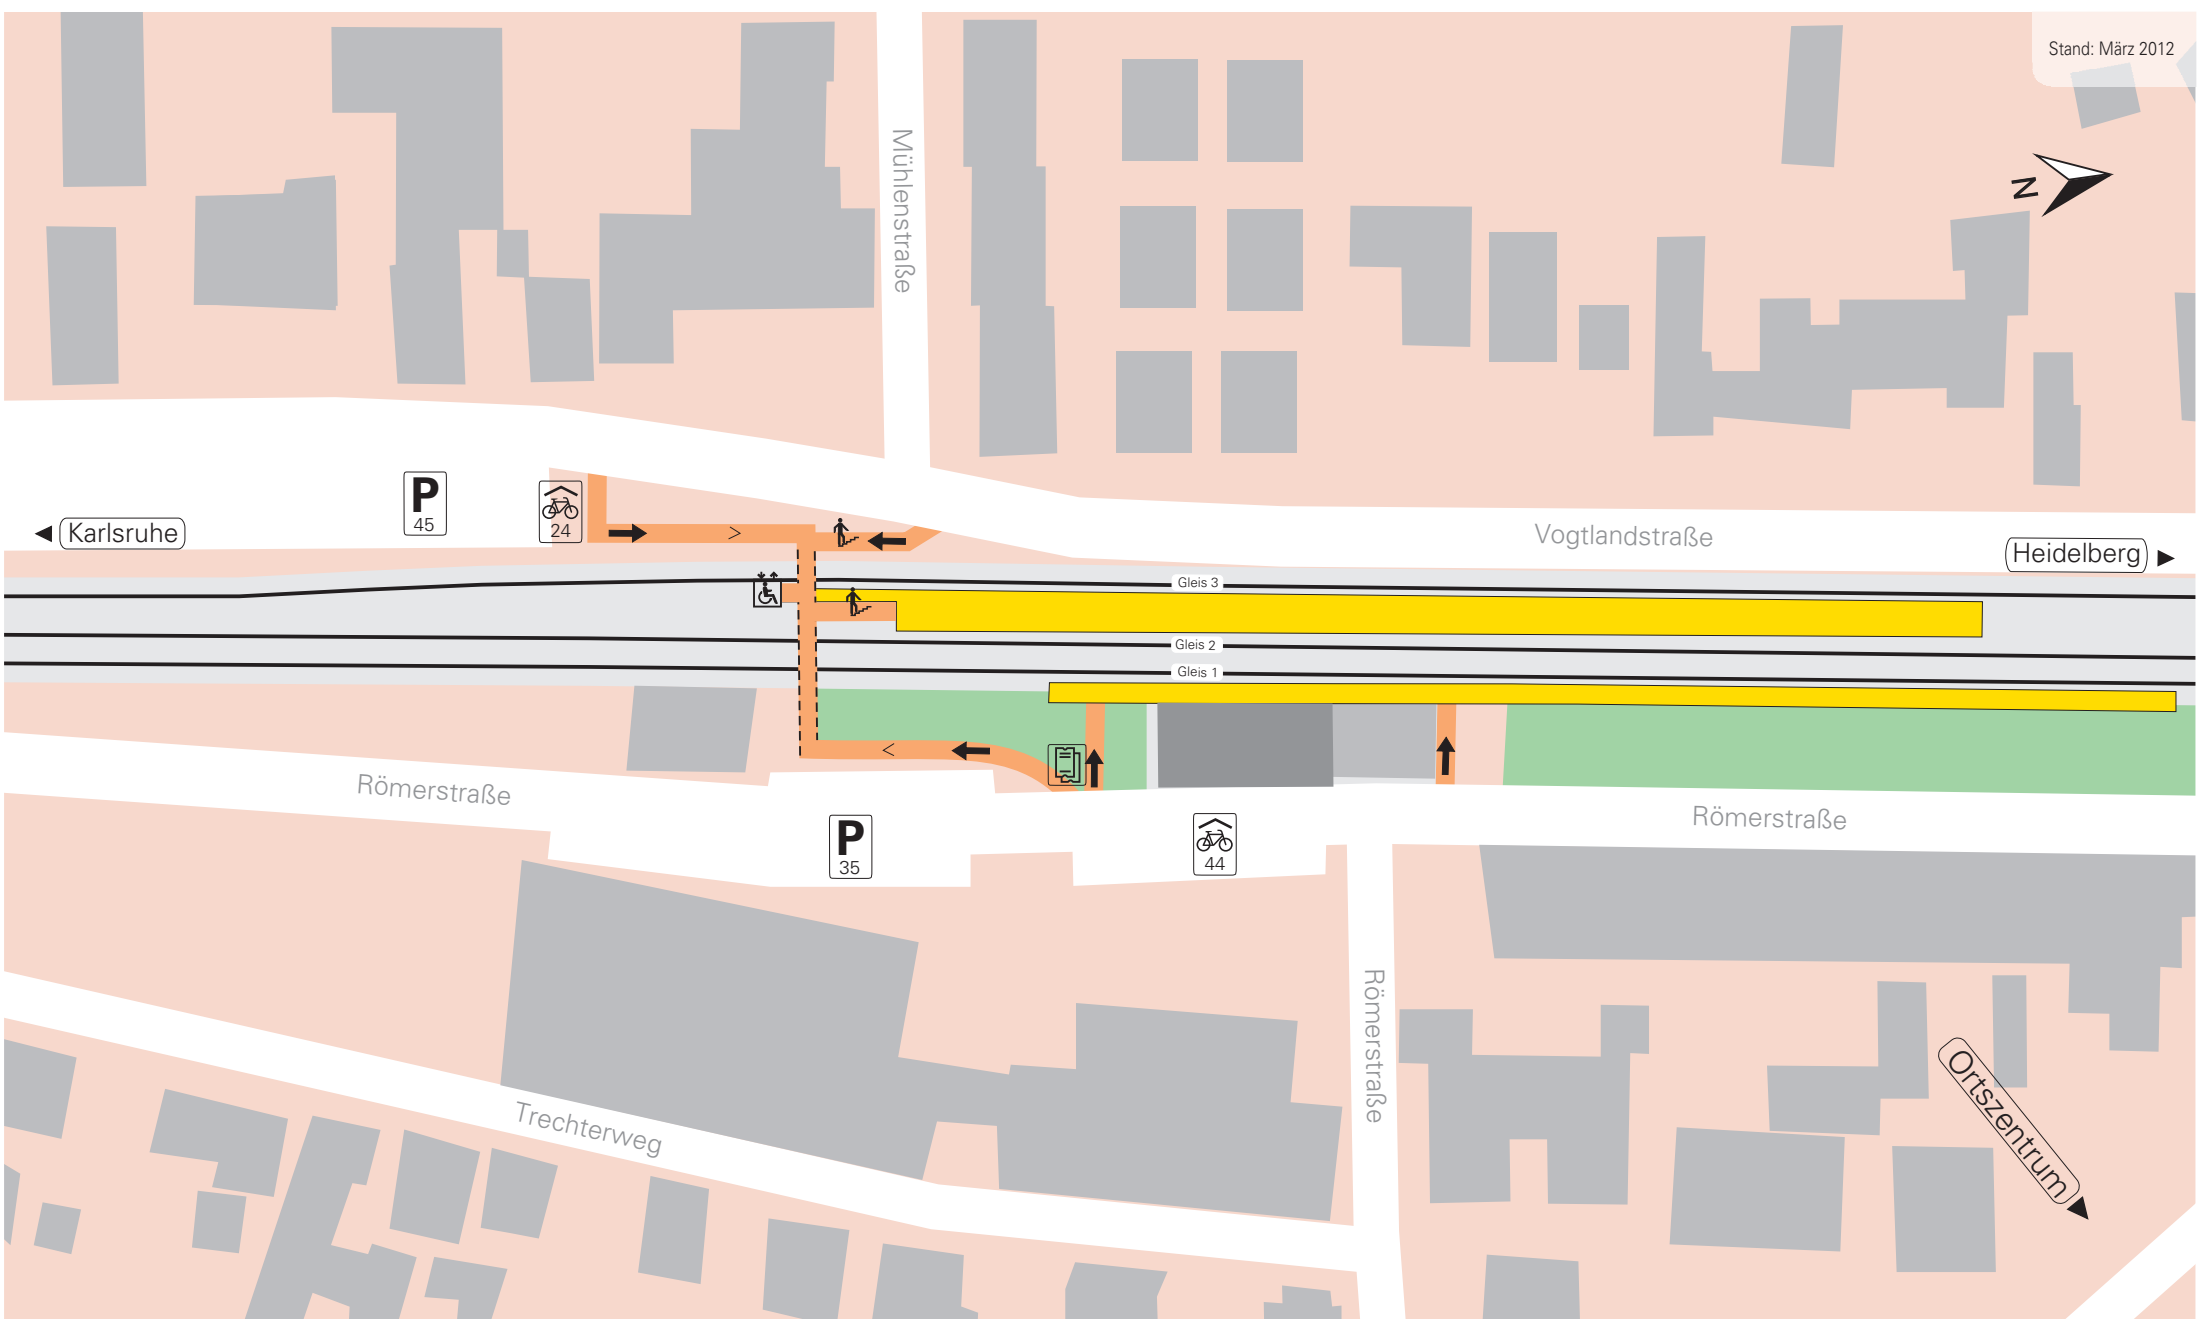 Stand: März 2012
Mühlenstraße
N
P
45
24
Karlsruhe
Vogtlandstraße
Heidelberg
Gleis 3
Gleis 2
Gleis 1
Römerstraße
P
35
44
Römerstraße
Römerstraße
Ortszentrum
Trechterweg